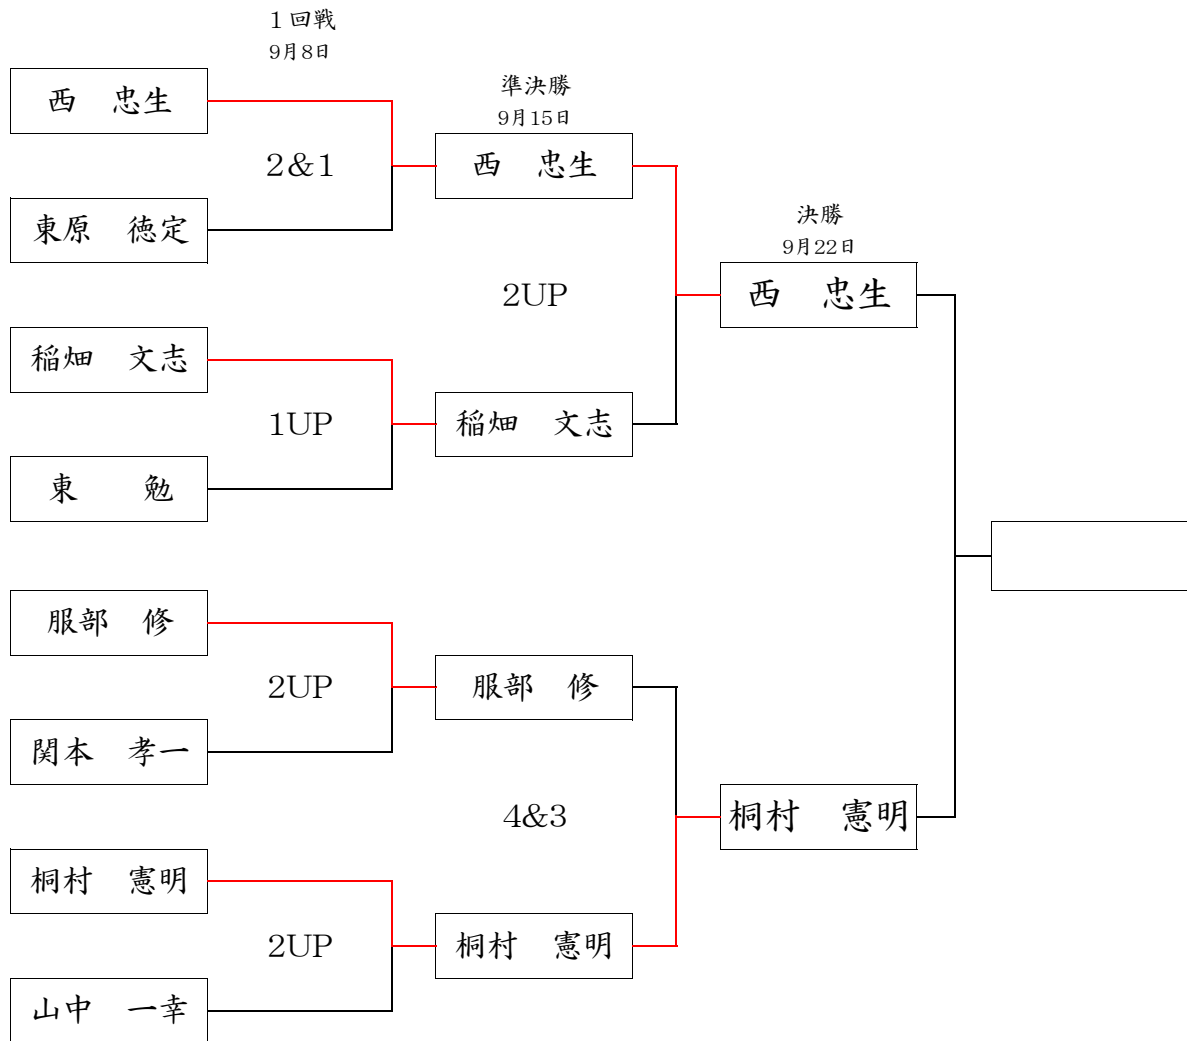 １回戦
9月8日
西　忠生
2&1
東原　徳定
稲畑　文志
1UP
東　　勉
服部　修
2UP
関本　孝一
桐村　憲明
2UP
山中　一幸
準決勝
9月15日
西　忠生
2UP
稲畑　文志
服部　修
4&3
桐村　憲明
決勝
9月22日
西　忠生
桐村　憲明